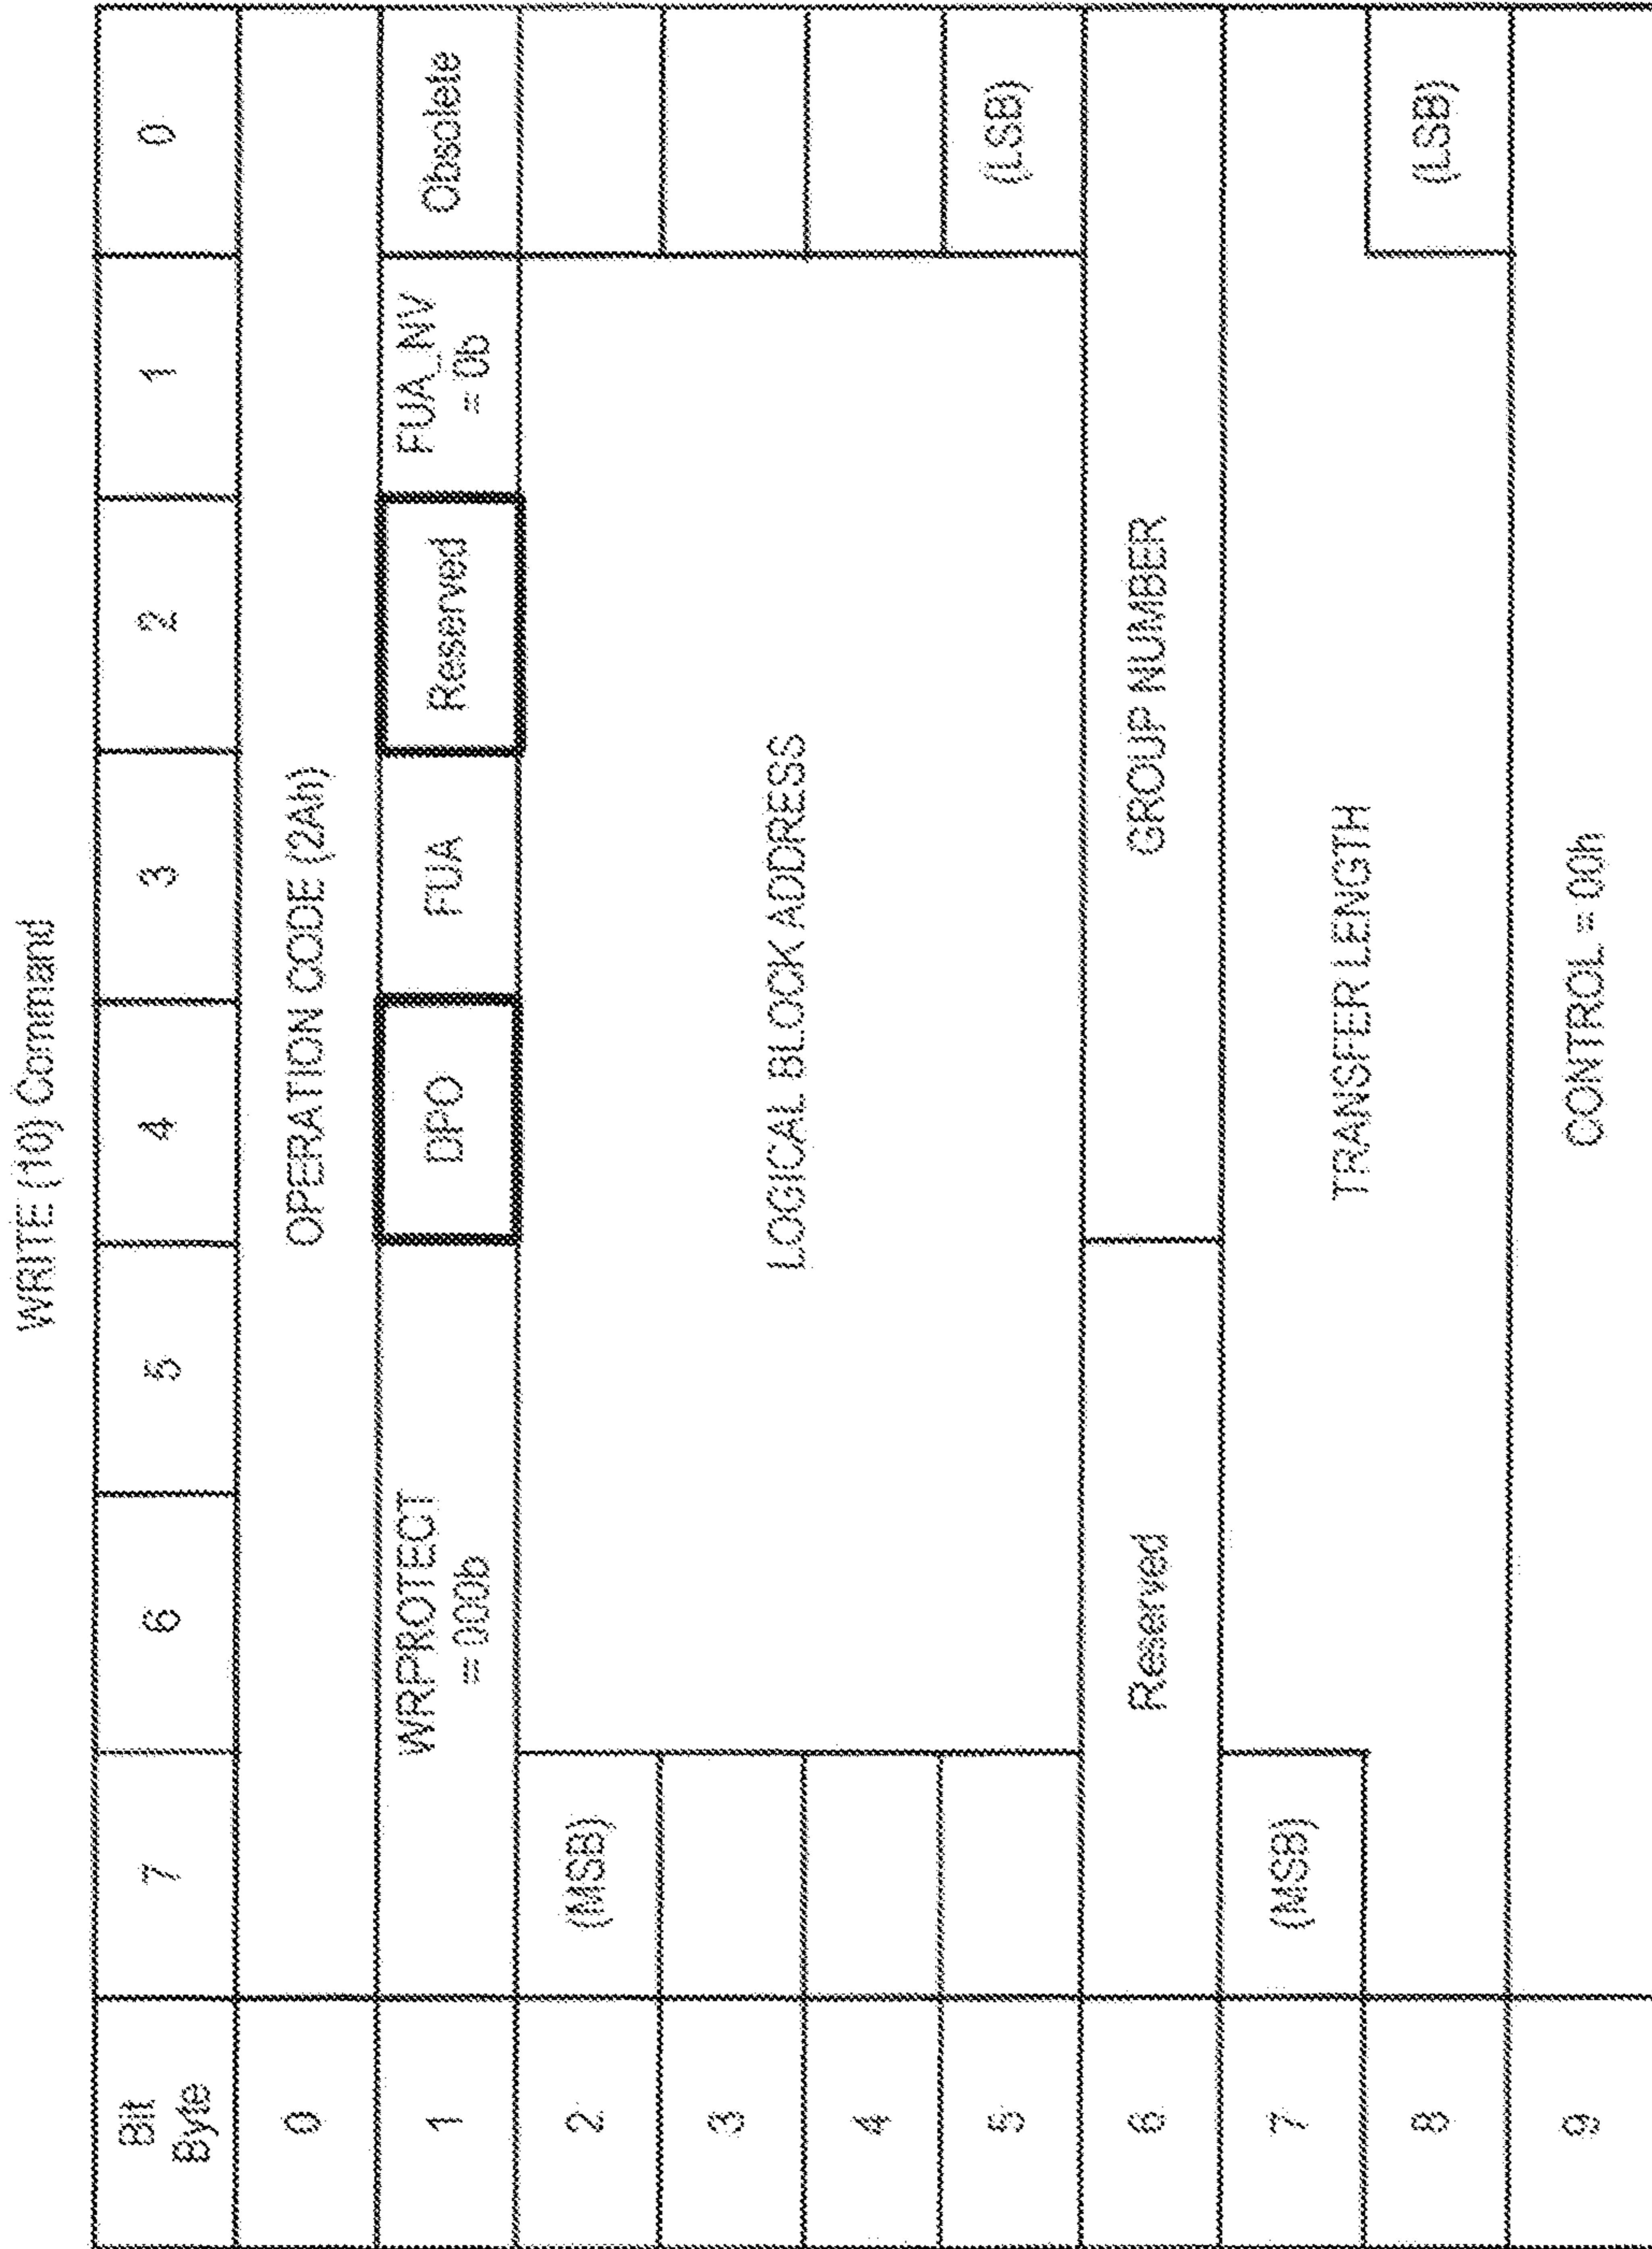 WRITE (10) Command
Bit 7 6 5 4 3 2 1 0
Byte
0 OPERATION CODE (2Ah)
1 WRPROTECT = 000b DPO FUA Reserved FUA_NV = 0b Obsolete
2 (MSB)
3
LOGICAL BLOCK ADDRESS
4
5 (LSB)
6 Reserved GROUP NUMBER
7 (MSB)
TRANSFER LENGTH
8 (LSB)
9 CONTROL = 00h